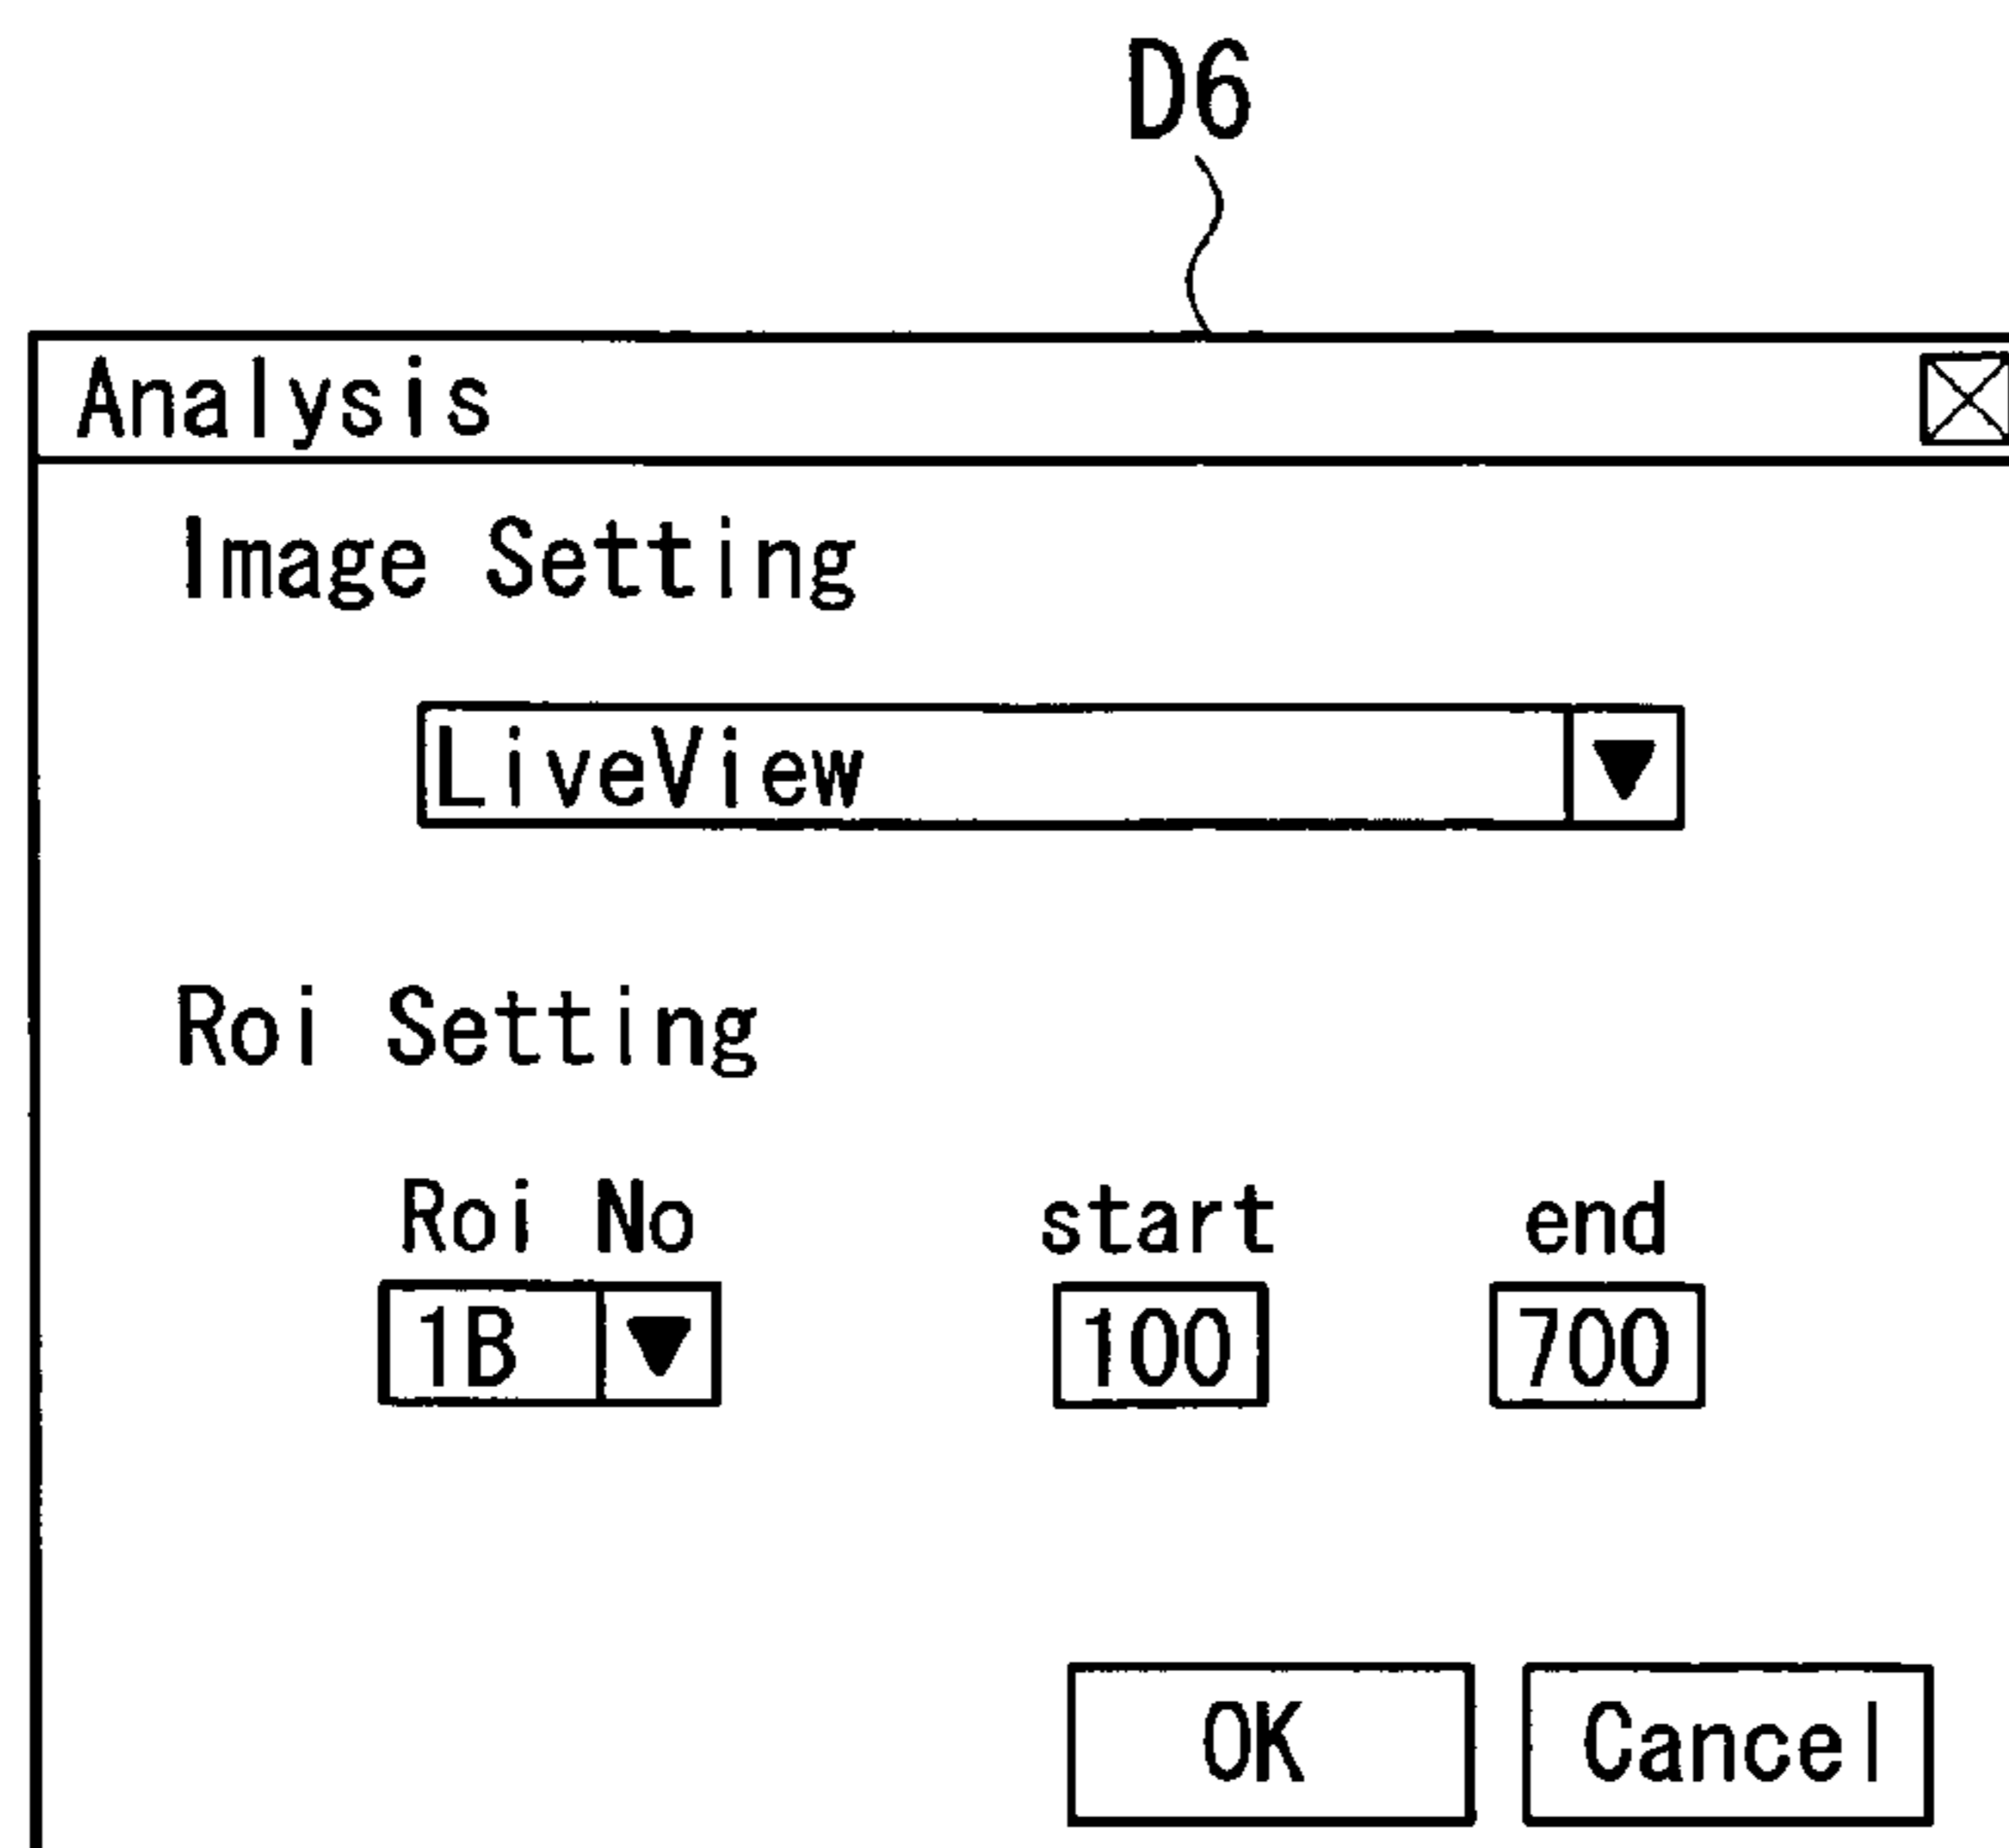 D6
Analysis
Image Setting
LiveView
Roi Setting
Roi No start end
1B 100 700
OK Cancel